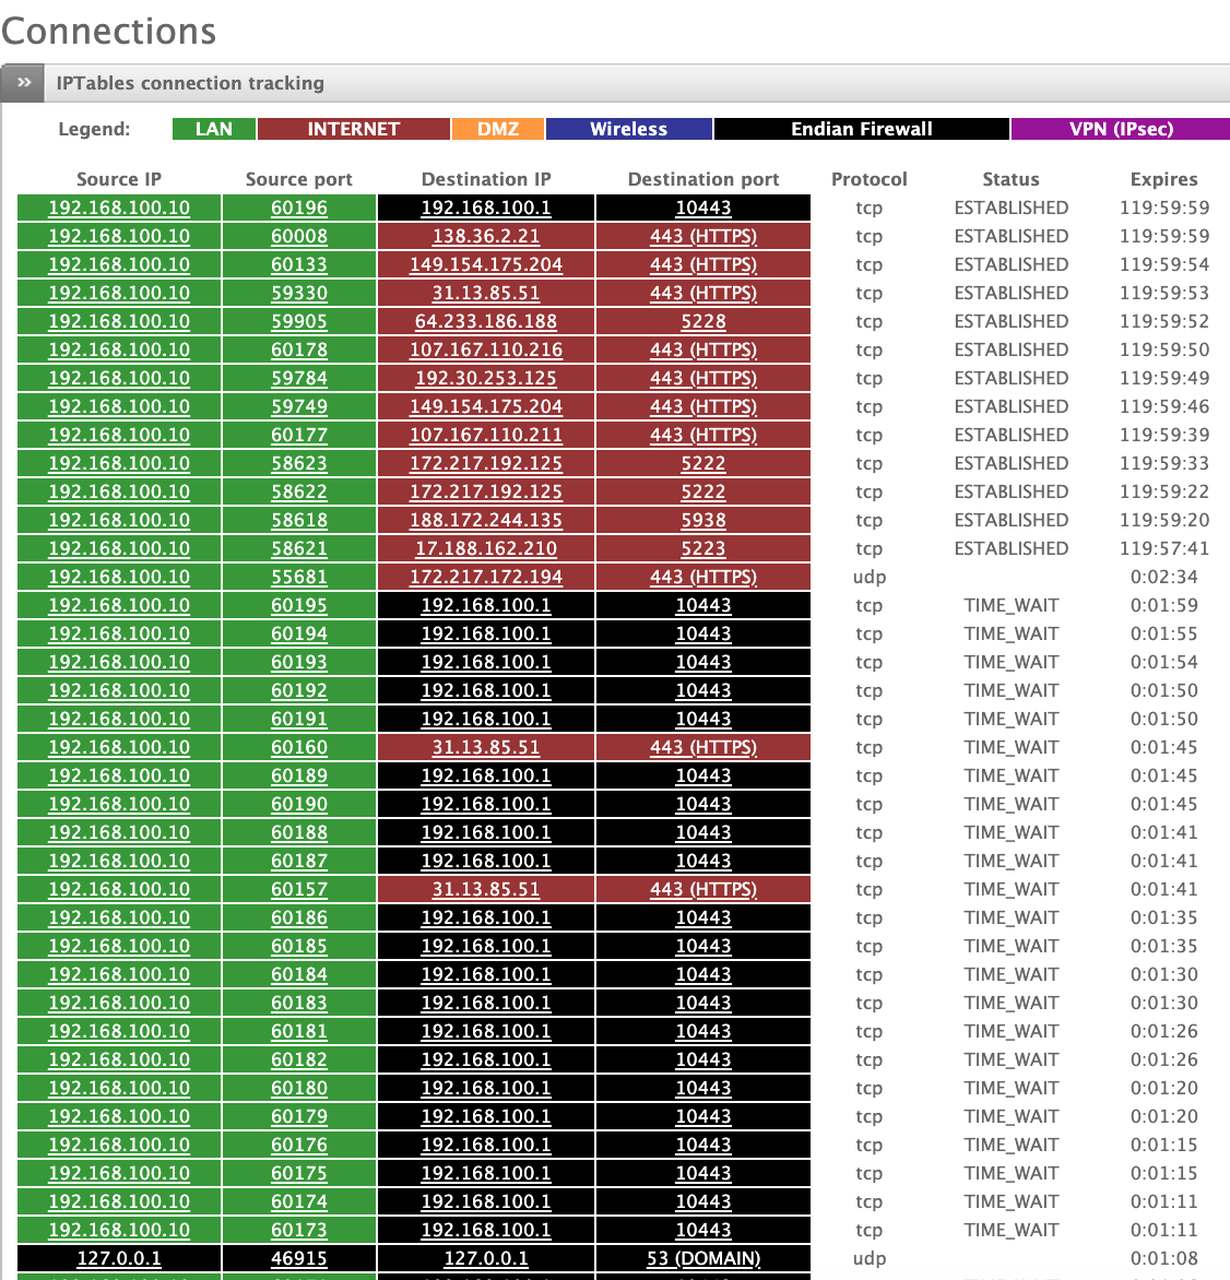 Connections
» IPTables connection tracking
Legend: LAN INTERNET DMZ Wireless Endian Firewall VPN (IPsec)
Source IP Source port Destination IP Destination port Protocol Status Expires
192.168.100.10 60196 192.168.100.1 10443 tcp ESTABLISHED 119:59:59
192.168.100.10 60008 138.36.2.21 443 (HTTPS) tcp ESTABLISHED 119:59:59
192.168.100.10 60133 149.154.175.204 443 (HTTPS) tcp ESTABLISHED 119:59:54
192.168.100.10 59330 31.13.85.51 443 (HTTPS) tcp ESTABLISHED 119:59:53
192.168.100.10 59905 64.233.186.188 5228 tcp ESTABLISHED 119:59:52
192.168.100.10 60178 107.167.110.216 443 (HTTPS) tcp ESTABLISHED 119:59:50
192.168.100.10 59784 192.30.253.125 443 (HTTPS) tcp ESTABLISHED 119:59:49
192.168.100.10 59749 149.154.175.204 443 (HTTPS) tcp ESTABLISHED 119:59:46
192.168.100.10 60177 107.167.110.211 443 (HTTPS) tcp ESTABLISHED 119:59:39
192.168.100.10 58623 172.217.192.125 5222 tcp ESTABLISHED 119:59:33
192.168.100.10 58622 172.217.192.125 5222 tcp ESTABLISHED 119:59:22
192.168.100.10 58618 188.172.244.135 5938 tcp ESTABLISHED 119:59:20
192.168.100.10 58621 17.188.162.210 5223 tcp ESTABLISHED 119:57:41
192.168.100.10 55681 172.217.172.194 443 (HTTPS) udp 0:02:34
192.168.100.10 60195 192.168.100.1 10443 tcp TIME_WAIT 0:01:59
192.168.100.10 60194 192.168.100.1 10443 tcp TIME_WAIT 0:01:55
192.168.100.10 60193 192.168.100.1 10443 tcp TIME_WAIT 0:01:54
192.168.100.10 60192 192.168.100.1 10443 tcp TIME_WAIT 0:01:50
192.168.100.10 60191 192.168.100.1 10443 tcp TIME_WAIT 0:01:50
192.168.100.10 60160 31.13.85.51 443 (HTTPS) tcp TIME_WAIT 0:01:45
192.168.100.10 60189 192.168.100.1 10443 tcp TIME_WAIT 0:01:45
192.168.100.10 60190 192.168.100.1 10443 tcp TIME_WAIT 0:01:45
192.168.100.10 60188 192.168.100.1 10443 tcp TIME_WAIT 0:01:41
192.168.100.10 60187 192.168.100.1 10443 tcp TIME_WAIT 0:01:41
192.168.100.10 60157 31.13.85.51 443 (HTTPS) tcp TIME_WAIT 0:01:41
192.168.100.10 60186 192.168.100.1 10443 tcp TIME_WAIT 0:01:35
192.168.100.10 60185 192.168.100.1 10443 tcp TIME_WAIT 0:01:35
192.168.100.10 60184 192.168.100.1 10443 tcp TIME_WAIT 0:01:30
192.168.100.10 60183 192.168.100.1 10443 tcp TIME_WAIT 0:01:30
192.168.100.10 60181 192.168.100.1 10443 tcp TIME_WAIT 0:01:26
192.168.100.10 60182 192.168.100.1 10443 tcp TIME_WAIT 0:01:26
192.168.100.10 60180 192.168.100.1 10443 tcp TIME_WAIT 0:01:20
192.168.100.10 60179 192.168.100.1 10443 tcp TIME_WAIT 0:01:20
192.168.100.10 60176 192.168.100.1 10443 tcp TIME_WAIT 0:01:15
192.168.100.10 60175 192.168.100.1 10443 tcp TIME_WAIT 0:01:15
192.168.100.10 60174 192.168.100.1 10443 tcp TIME_WAIT 0:01:11
192.168.100.10 60173 192.168.100.1 10443 tcp TIME_WAIT 0:01:11
127.0.0.1 46915 127.0.0.1 53 (DOMAIN) udp 0:01:08